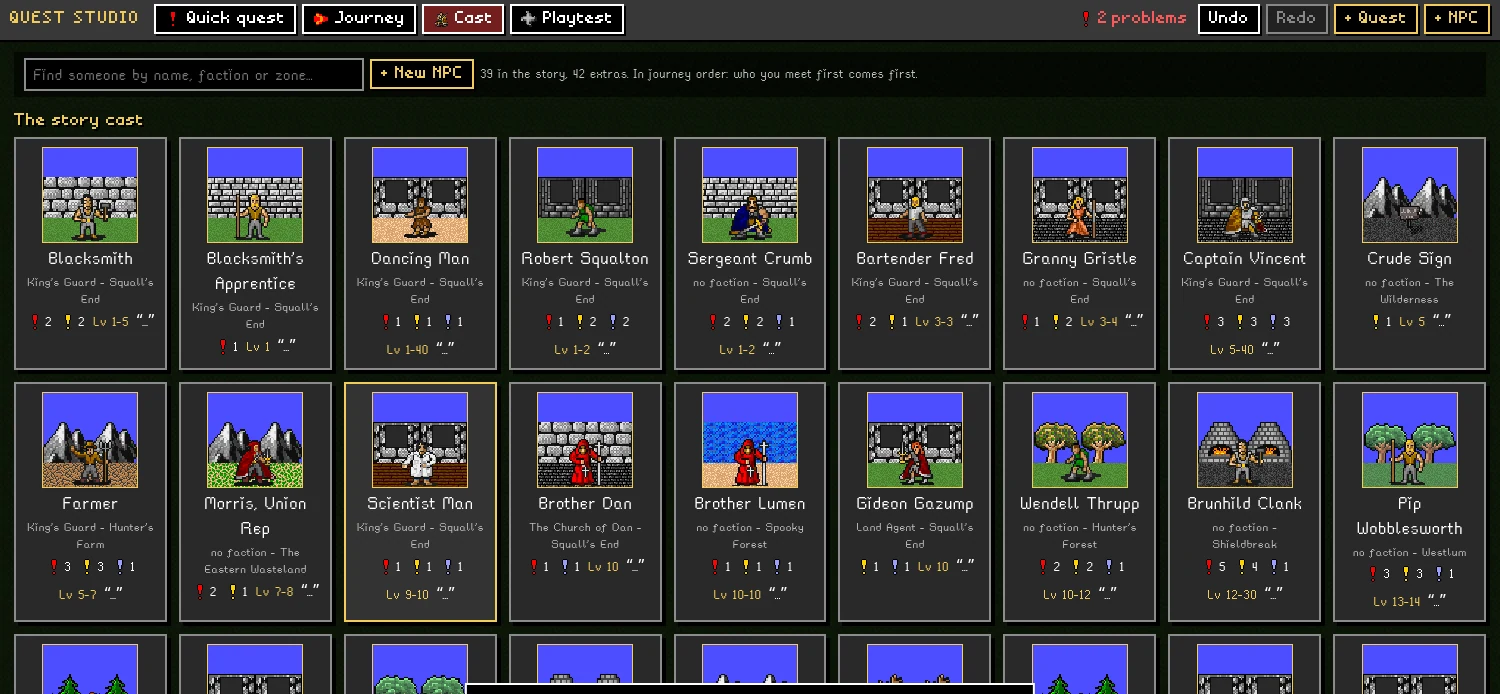 QUEST STUDIO
Quick quest
Journey
Cast
Playtest
2 problems
Undo
Redo
+ Quest
+ NPC
Find someone by name, faction or zone…
+ New NPC
39 in the story, 42 extras. In journey order: who you meet first comes first.
The story cast
Blacksmith
King's Guard - Squall's
End
2 2 Lv 1-5 "…"
Blacksmith's
Apprentice
King's Guard - Squall's
End
1 Lv 1 "…"
Dancing Man
King's Guard - Squall's
End
1 1 1
Lv 1-40 "…"
Robert Squalton
King's Guard - Squall's
End
1 2 2
Lv 1-2 "…"
Sergeant Crumb
no faction - Squall's
End
2 2 1
Lv 1-2 "…"
Bartender Fred
King's Guard - Squall's
End
2 1 Lv 3-3 "…"
Granny Gristle
no faction - Squall's
End
1 2 Lv 3-4 "…"
Captain Vincent
King's Guard - Squall's
End
3 3 3
Lv 5-40 "…"
Crude Sign
no faction - The
Wilderness
1 Lv 5 "…"
Farmer
King's Guard - Hunter's
Farm
3 3 1
Lv 5-7 "…"
Morris, Union
Rep
no faction - The
Eastern Wasteland
2 1 Lv 7-8 "…"
Scientist Man
King's Guard - Squall's
End
1 1 1
Lv 9-10 "…"
Brother Dan
The Church of Dan -
Squall's End
1 1 Lv 10 "…"
Brother Lumen
no faction - Spooky
Forest
1 1 1
Lv 10-10 "…"
Gideon Gazump
Land Agent - Squall's
End
1 1 Lv 10 "…"
Wendell Thrupp
no faction - Hunter's
Forest
2 2 1
Lv 10-12 "…"
Brunhild Clank
no faction -
Shieldbreak
5 4 1
Lv 12-30 "…"
Pip
Wobblesworth
no faction - Westlum
3 3 1
Lv 13-14 "…"